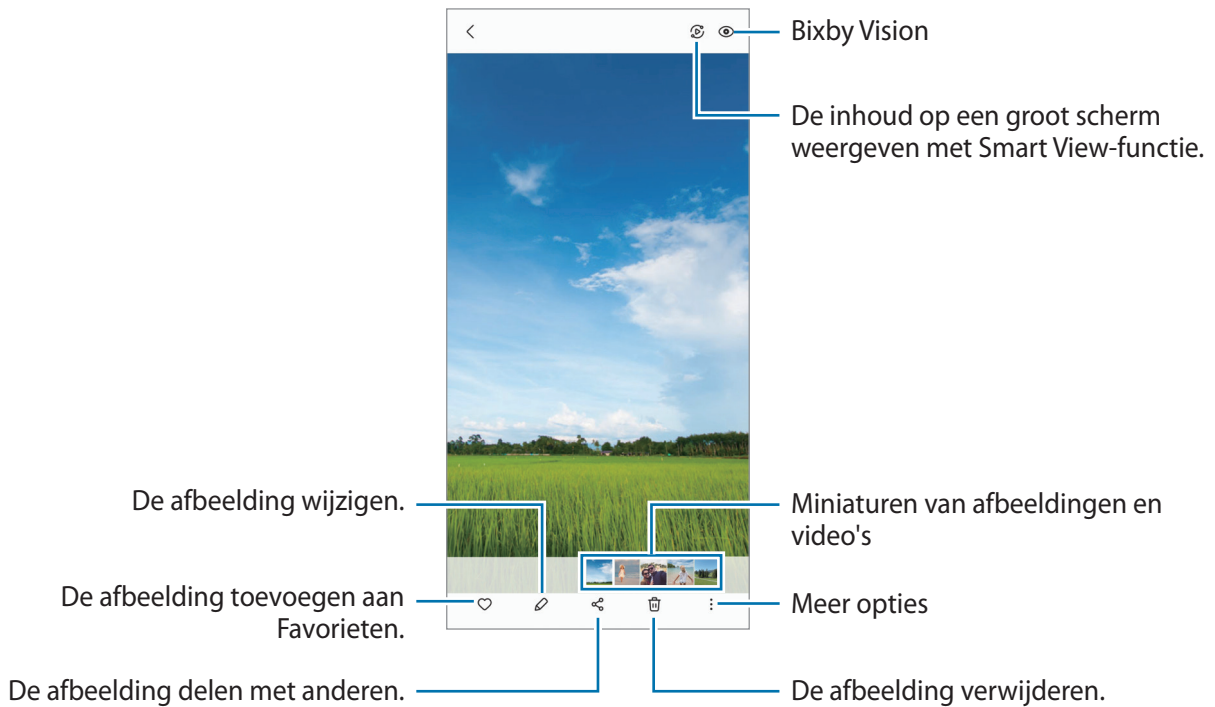 Bixby Vision
De inhoud op een groot scherm
weergeven met Smart View-functie.
De afbeelding wijzigen.
Miniaturen van afbeeldingen en
video's
De afbeelding toevoegen aan
Favorieten.
Meer opties
De afbeelding delen met anderen.
De afbeelding verwijderen.